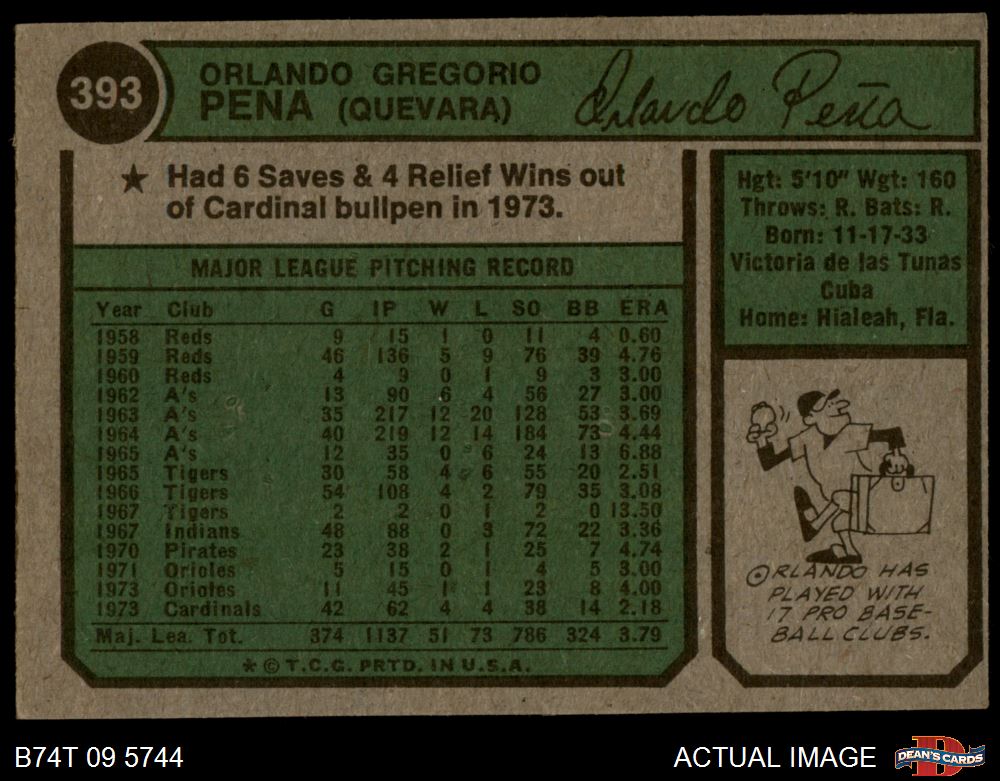 393
ORLANDO GREGORIO
PENA (QUEVARA)
Orlando Peña
★ Had 6 Saves & 4 Relief Wins out
of Cardinal bullpen in 1973.
MAJOR LEAGUE PITCHING RECORD
Year Club G IP W L SO BB ERA
1958 Reds 9 15 1 0 11 4 0.60
1959 Reds 46 136 5 9 76 39 4.76
1960 Reds 4 9 0 1 9 3 3.00
1962 A's 13 90 6 4 56 27 3.00
1963 A's 35 217 12 20 128 53 3.69
1964 A's 40 219 12 14 184 73 4.44
1965 A's 12 35 0 6 24 13 6.88
1965 Tigers 30 58 4 6 55 20 2.51
1966 Tigers 54 108 4 2 79 35 3.08
1967 Tigers 2 2 0 1 2 0 13.50
1967 Indians 48 88 0 3 72 22 3.36
1970 Pirates 23 38 2 1 25 7 4.74
1971 Orioles 5 15 0 1 4 5 3.00
1973 Orioles 11 45 1 1 23 8 4.00
1973 Cardinals 42 62 4 4 38 14 2.18
Maj. Lea. Tot. 374 1137 51 73 786 324 3.79
* © T.C.G. PRTD. IN U.S.A.
Hgt: 5'10" Wgt: 160
Throws: R. Bats: R.
Born: 11-17-33
Victoria de las Tunas
Cuba
Home: Hialeah, Fla.
ORLANDO HAS
PLAYED WITH
17 PRO BASE-
BALL CLUBS.
B74T 09 5744
ACTUAL IMAGE
D
DEAN'S CARDS